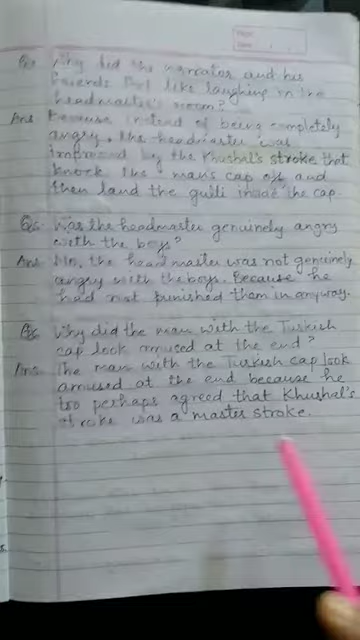 Q4 Why did the narrator and his
friends feel like laughing in the
headmaster's room?
Ans Because instead of being completely
angry, the headmaster was
impressed by the Khushal's stroke that
knock the man's cap off and
then land the gulli inside the cap.
Q5 Was the headmaster genuinely angry
with the boys?
Ans No, the headmaster was not genuinely
angry with the boys. Because he
had not punished them in anyway.
Why did the man with the Turkish
cap look amused at the end?
Ans The man with the Turkish cap look
amused at the end because he
too perhaps agreed that Khushal's
stroke was a master stroke.